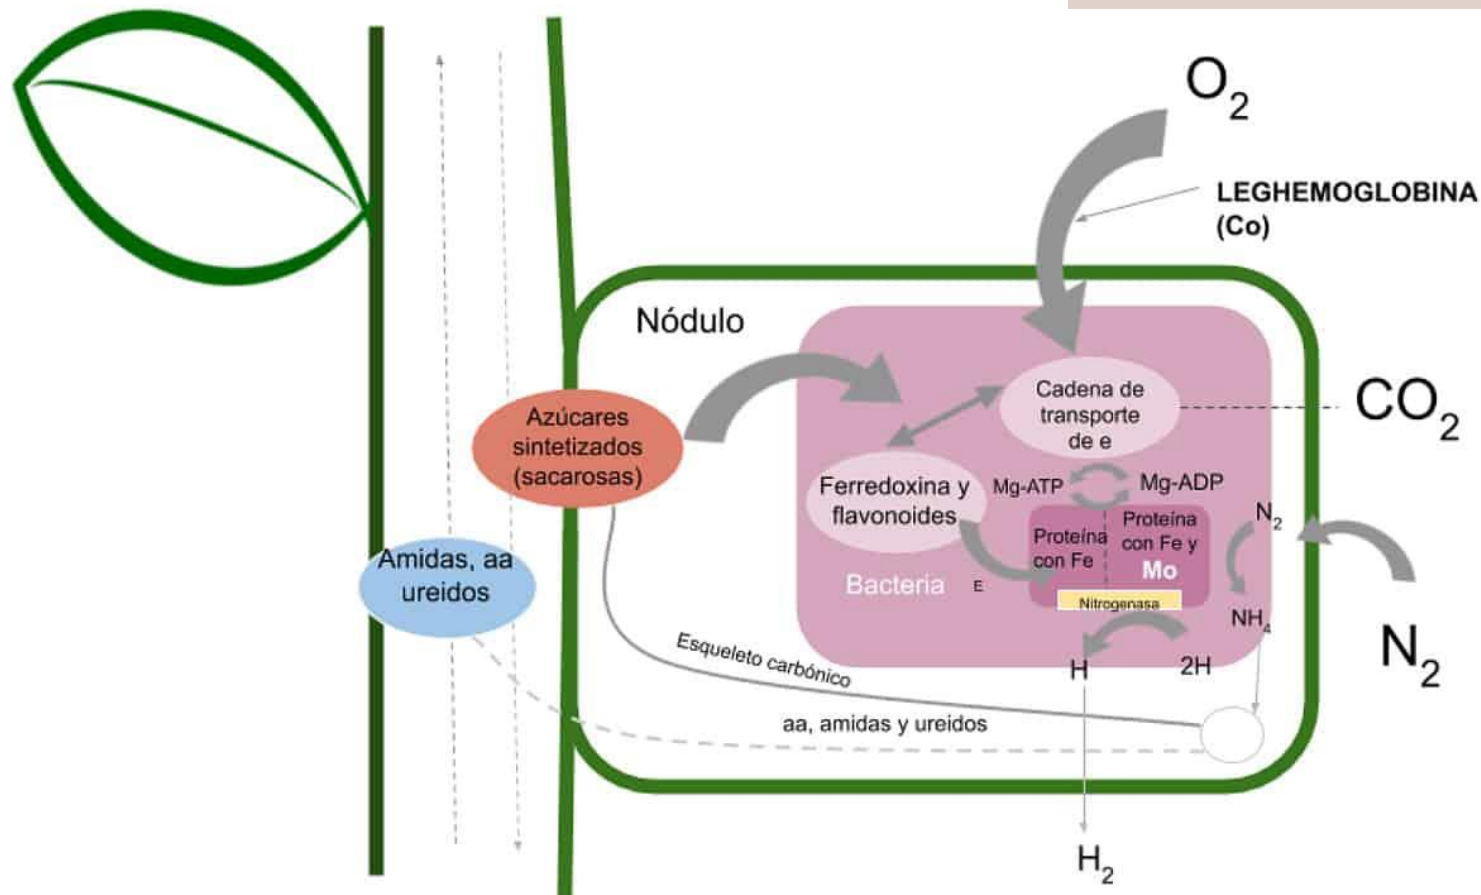 O2
LEGHEMOGLOBINA
(Co)
Nódulo
CO2
Cadena de
transporte
de e
Azúcares
sintetizados
(sacarosas)
Ferredoxina y
flavonoides
Mg-ATP
Mg-ADP
N2
Proteína
con Fe
Proteína
con Fe y
Mo
Amidas, aa
ureidos
Bacteria
E
Nitrogenasa
NH4
N2
H
2H
Esqueleto carbónico
aa, amidas y ureidos
H2